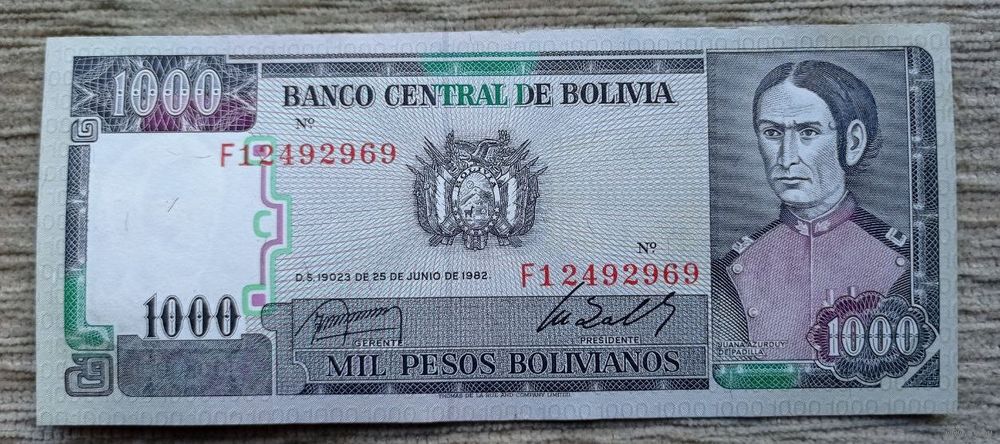 1000
BANCO CENTRAL DE BOLIVIA
Nº
F12492969
BOLIVIA
Nº
F12492969
D.S. 19023 DE 25 DE JUNIO DE 1982.
1000
GERENTE
PRESIDENTE
JUANA AZURDUY
DE PADILLA
1000
MIL PESOS BOLIVIANOS
THOMAS DE LA RUE AND COMPANY LIMITED